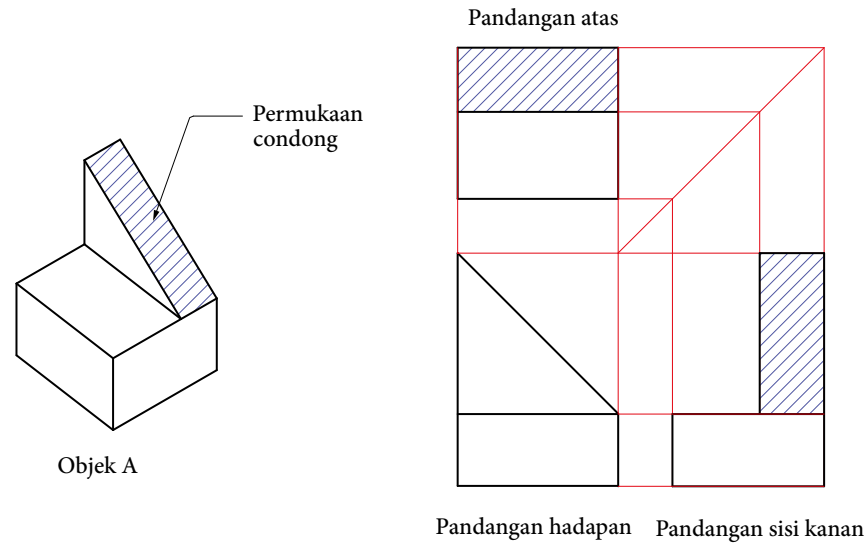 Pandangan atas
Permukaan
condong
Objek A
Pandangan hadapan
Pandangan sisi kanan